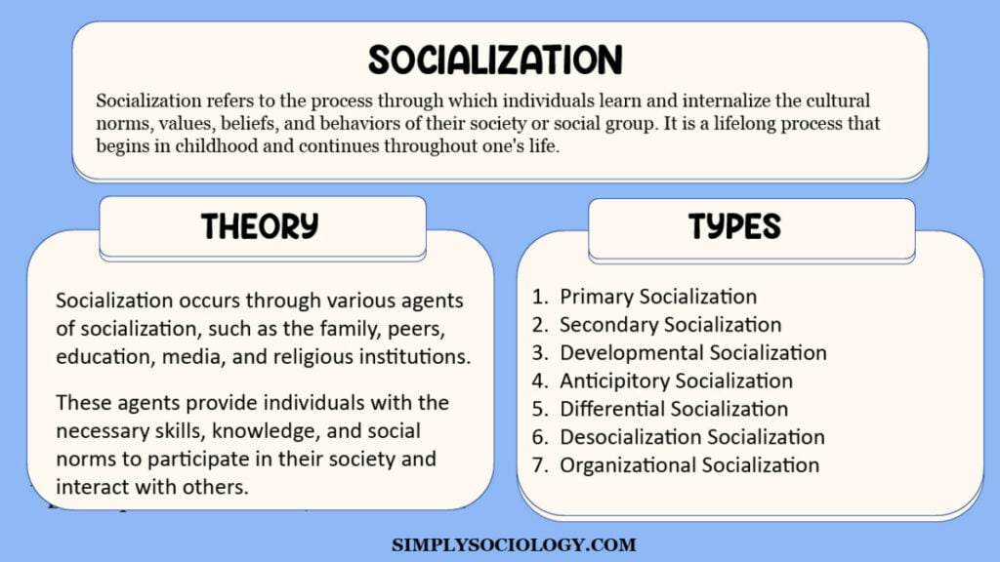 SOCIALIZATION
Socialization refers to the process through which individuals learn and internalize the cultural
norms, values, beliefs, and behaviors of their society or social group. It is a lifelong process that
begins in childhood and continues throughout one's life.
THEORY
Socialization occurs through various agents
of socialization, such as the family, peers,
education, media, and religious institutions.
These agents provide individuals with the
necessary skills, knowledge, and social
norms to participate in their society and
interact with others.
TYPES
1. Primary Socialization
2. Secondary Socialization
3. Developmental Socialization
4. Anticipitory Socialization
5. Differential Socialization
6. Desocialization Socialization
7. Organizational Socialization
SIMPLYSOCIOLOGY.COM